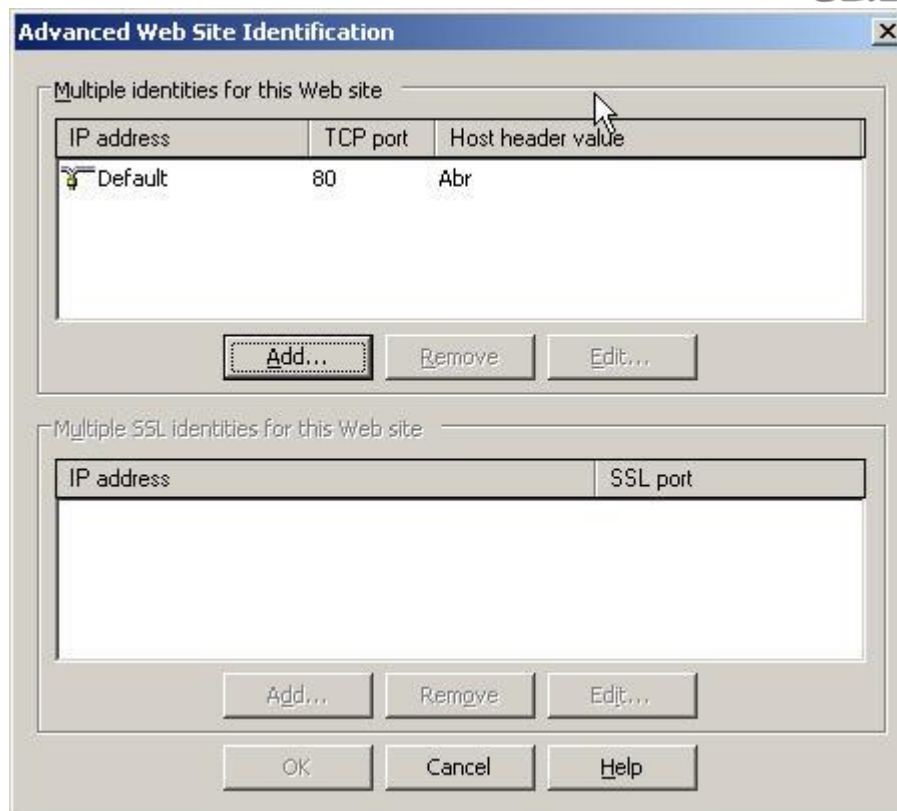 Advanced Web Site Identification
Multiple identities for this Web site
IP address TCP port Host header value
Default 80 Abr
Add... Remove Edit...
Multiple SSL identities for this Web site
IP address SSL port
Add... Remove Edit...
OK Cancel Help